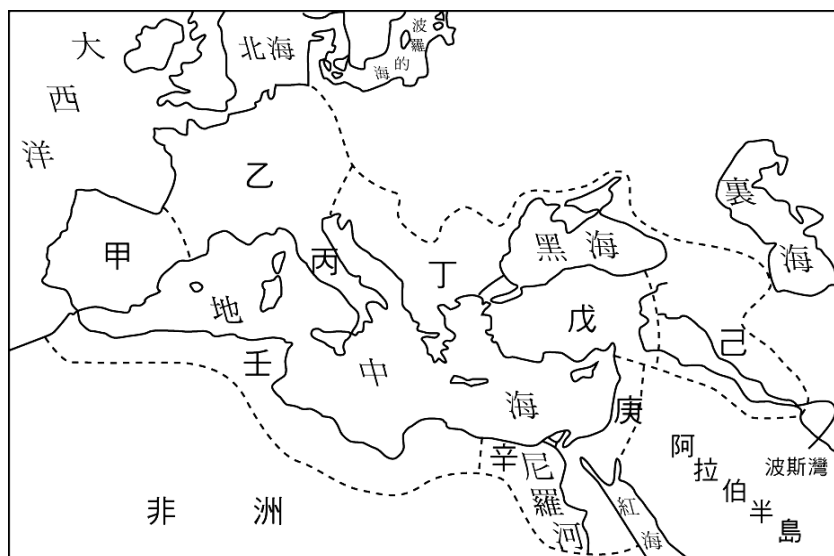 大西洋
北海
波羅的海
乙
裏海
甲
丙
丁
黑海
地中海
戊
己
壬
庚
辛
尼羅河
紅海
阿拉伯半島
波斯灣
非洲